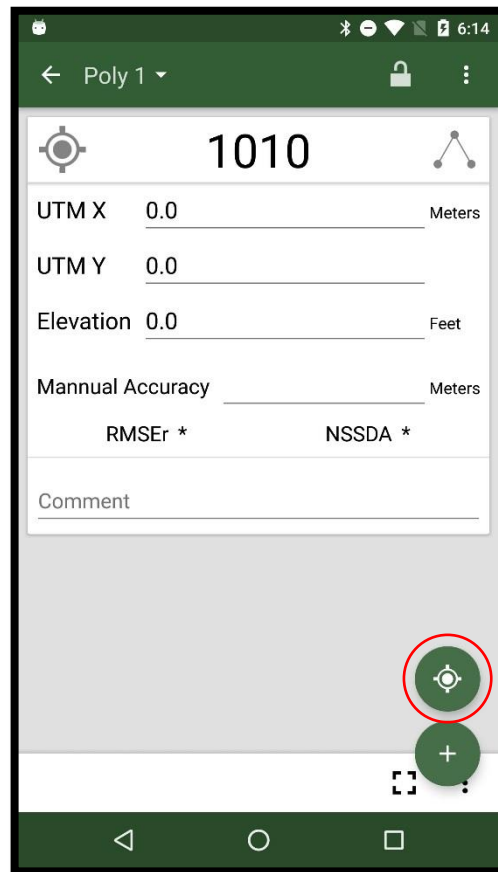 6:14
Poly 1
1010
UTM X 0.0 Meters
UTM Y 0.0
Elevation 0.0 Feet
Mannual Accuracy Meters
RMSEr * NSSDA *
Comment